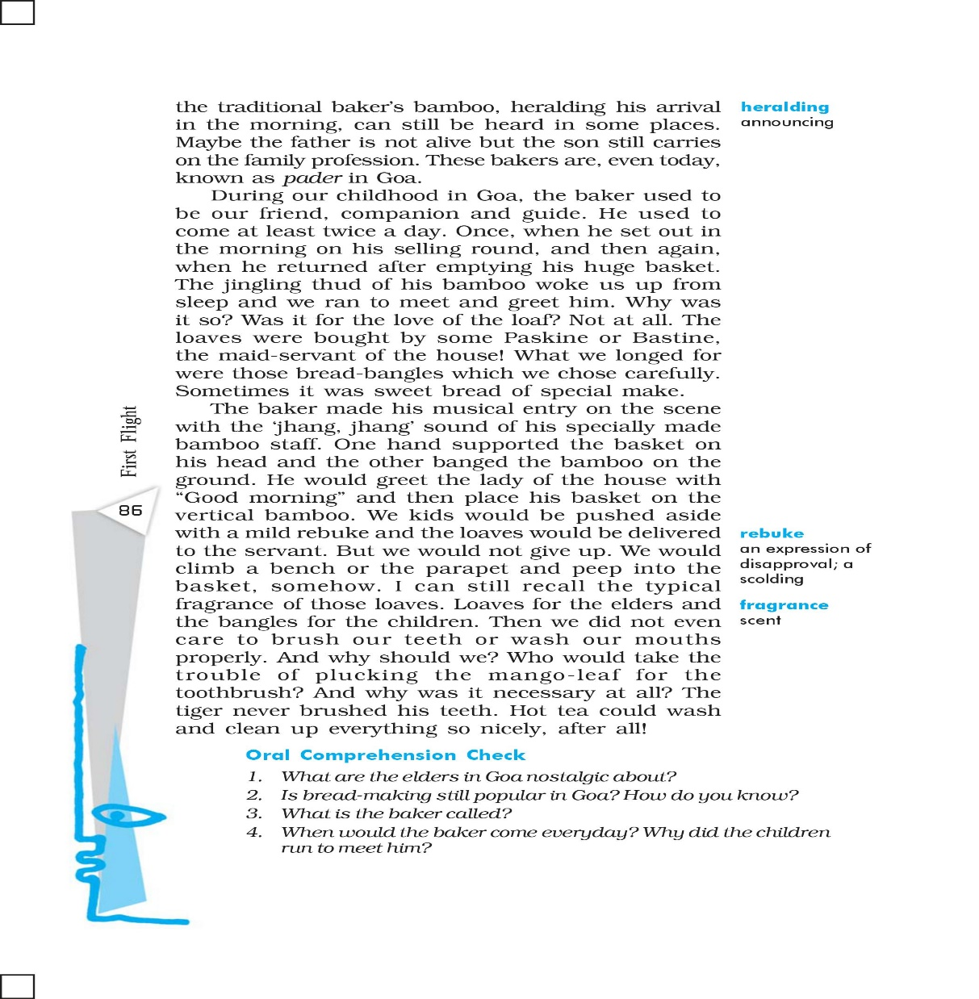 the traditional baker's bamboo, heralding his arrival
in the morning, can still be heard in some places.
Maybe the father is not alive but the son still carries
on the family profession. These bakers are, even today,
known as pader in Goa.
During our childhood in Goa, the baker used to
be our friend, companion and guide. He used to
come at least twice a day. Once, when he set out in
the morning on his selling round, and then again,
when he returned after emptying his huge basket.
The jingling thud of his bamboo woke us up from
sleep and we ran to meet and greet him. Why was
it so? Was it for the love of the loaf? Not at all. The
loaves were bought by some Paskine or Bastine,
the maid-servant of the house! What we longed for
were those bread-bangles which we chose carefully.
Sometimes it was sweet bread of special make.
The baker made his musical entry on the scene
with the ‘jhang, jhang’ sound of his specially made
bamboo staff. One hand supported the basket on
his head and the other banged the bamboo on the
ground. He would greet the lady of the house with
“Good morning” and then place his basket on the
vertical bamboo. We kids would be pushed aside
with a mild rebuke and the loaves would be delivered
to the servant. But we would not give up. We would
climb a bench or the parapet and peep into the
basket, somehow. I can still recall the typical
fragrance of those loaves. Loaves for the elders and
the bangles for the children. Then we did not even
care to brush our teeth or wash our mouths
properly. And why should we? Who would take the
trouble of plucking the mango-leaf for the
toothbrush? And why was it necessary at all? The
tiger never brushed his teeth. Hot tea could wash
and clean up everything so nicely, after all!
heralding
announcing
rebuke
an expression of
disapproval; a
scolding
fragrance
scent
First Flight
86
Oral Comprehension Check
1. What are the elders in Goa nostalgic about?
2. Is bread-making still popular in Goa? How do you know?
3. What is the baker called?
4. When would the baker come everyday? Why did the children
run to meet him?